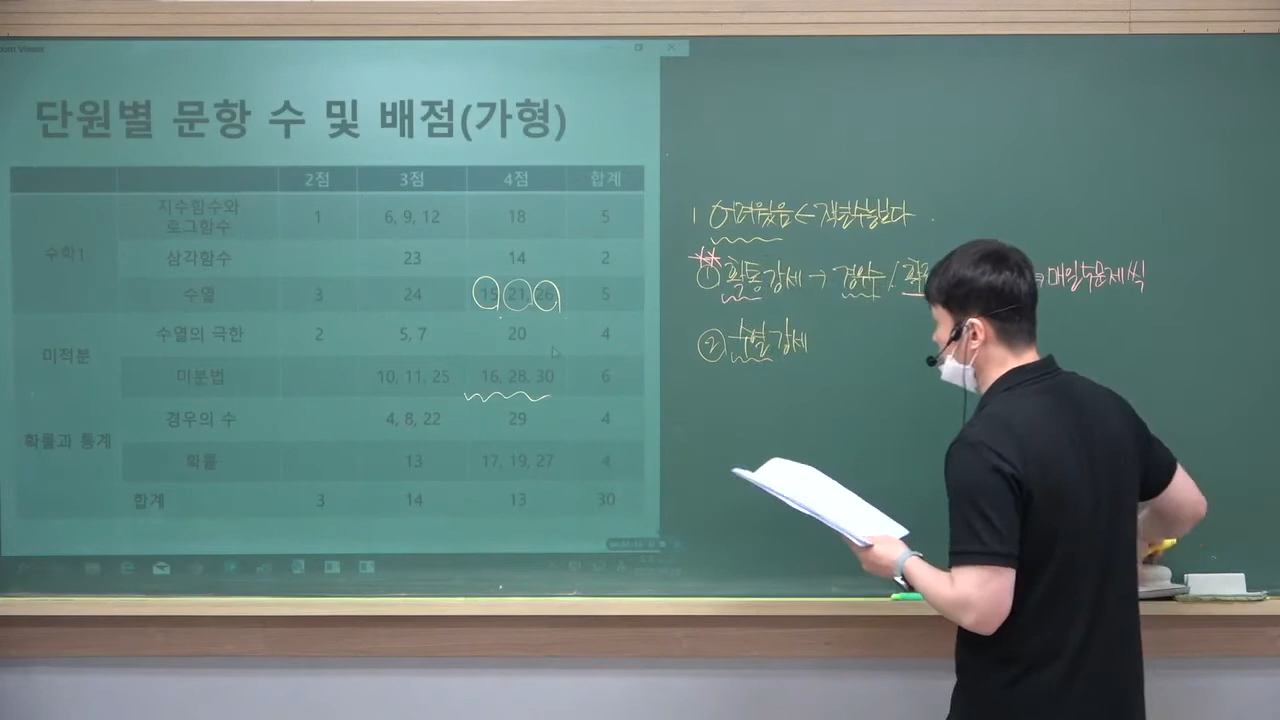 단원별 문항 수 및 배점(가형)
2점 3점 4점 합계
수학1 지수함수와 로그함수 1 6, 9, 12 18 5
삼각함수 23 14 2
수열 3 24 15, 21, 26 5
미적분 수열의 극한 2 5, 7 20 4
미분법 10, 11, 25 16, 28, 30 6
확률과 통계 경우의 수 4, 8, 22 29 4
확률 13 17, 19, 27 4
합계 3 14 13 30
1 어려웠음 ← 작년수능보다.
① 확통강세 → 경우수 / 매일 문제씩
② 수열강세